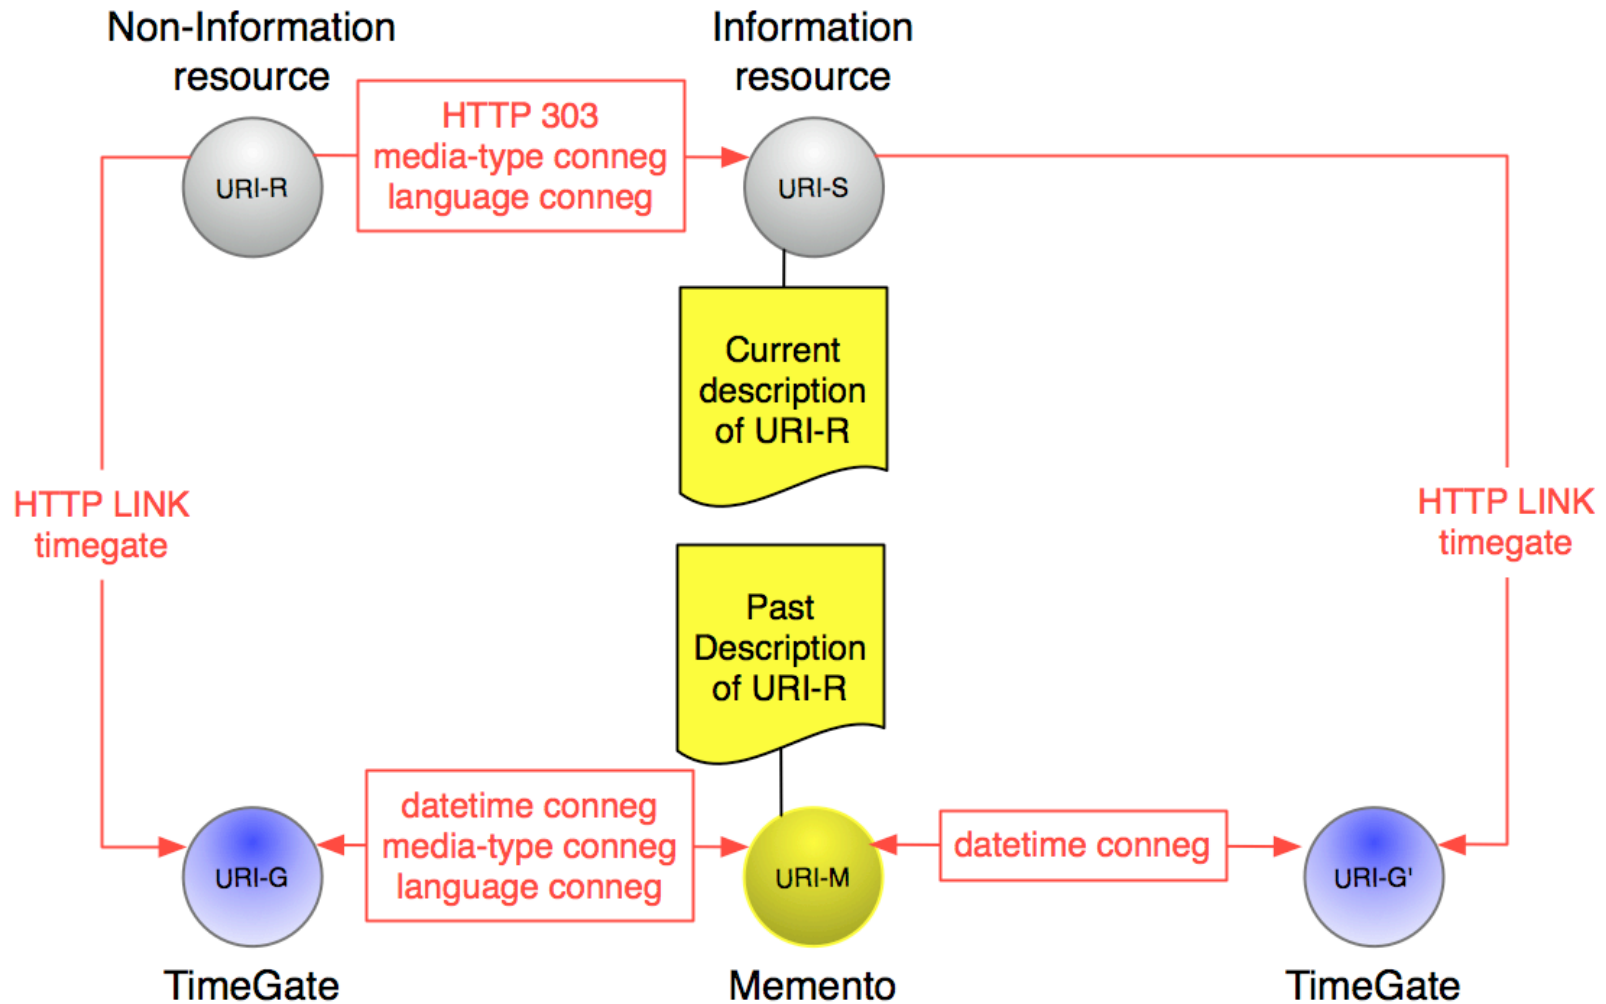 Non-Information
resource
Information
resource
HTTP 303
media-type conneg
language conneg
URI-R
URI-S
Current
description
of URI-R
HTTP LINK
timegate
HTTP LINK
timegate
Past
Description
of URI-R
datetime conneg
media-type conneg
language conneg
datetime conneg
URI-G
URI-M
URI-G'
TimeGate
Memento
TimeGate